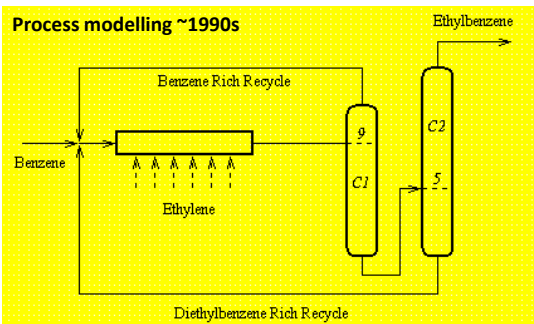 Process modelling ~1990s
Ethylbenzene
Benzene Rich Recycle
9
C2
Benzene
C1
5
Ethylene
Diethylbenzene Rich Recycle